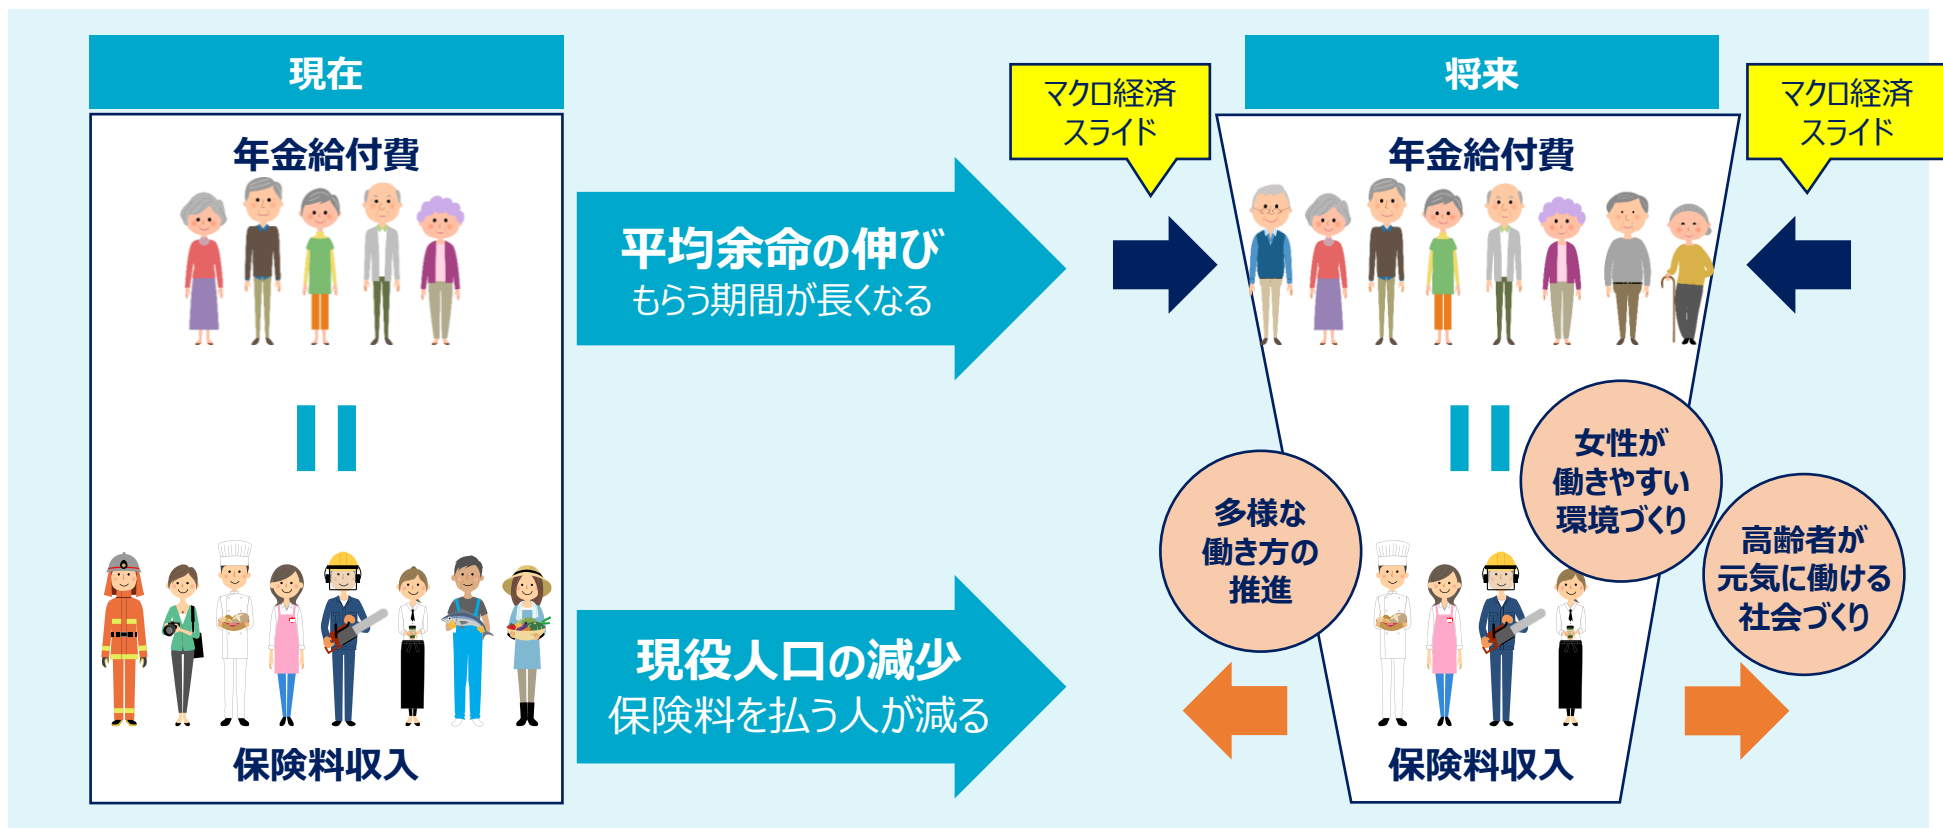 現在
年金給付費
保険料収入
平均余命の伸び
もらう期間が長くなる
現役人口の減少
保険料を払う人が減る
将来
マクロ経済
スライド
マクロ経済
スライド
年金給付費
多様な
働き方の
推進
女性が
働きやすい
環境づくり
高齢者が
元気に働ける
社会づくり
保険料収入